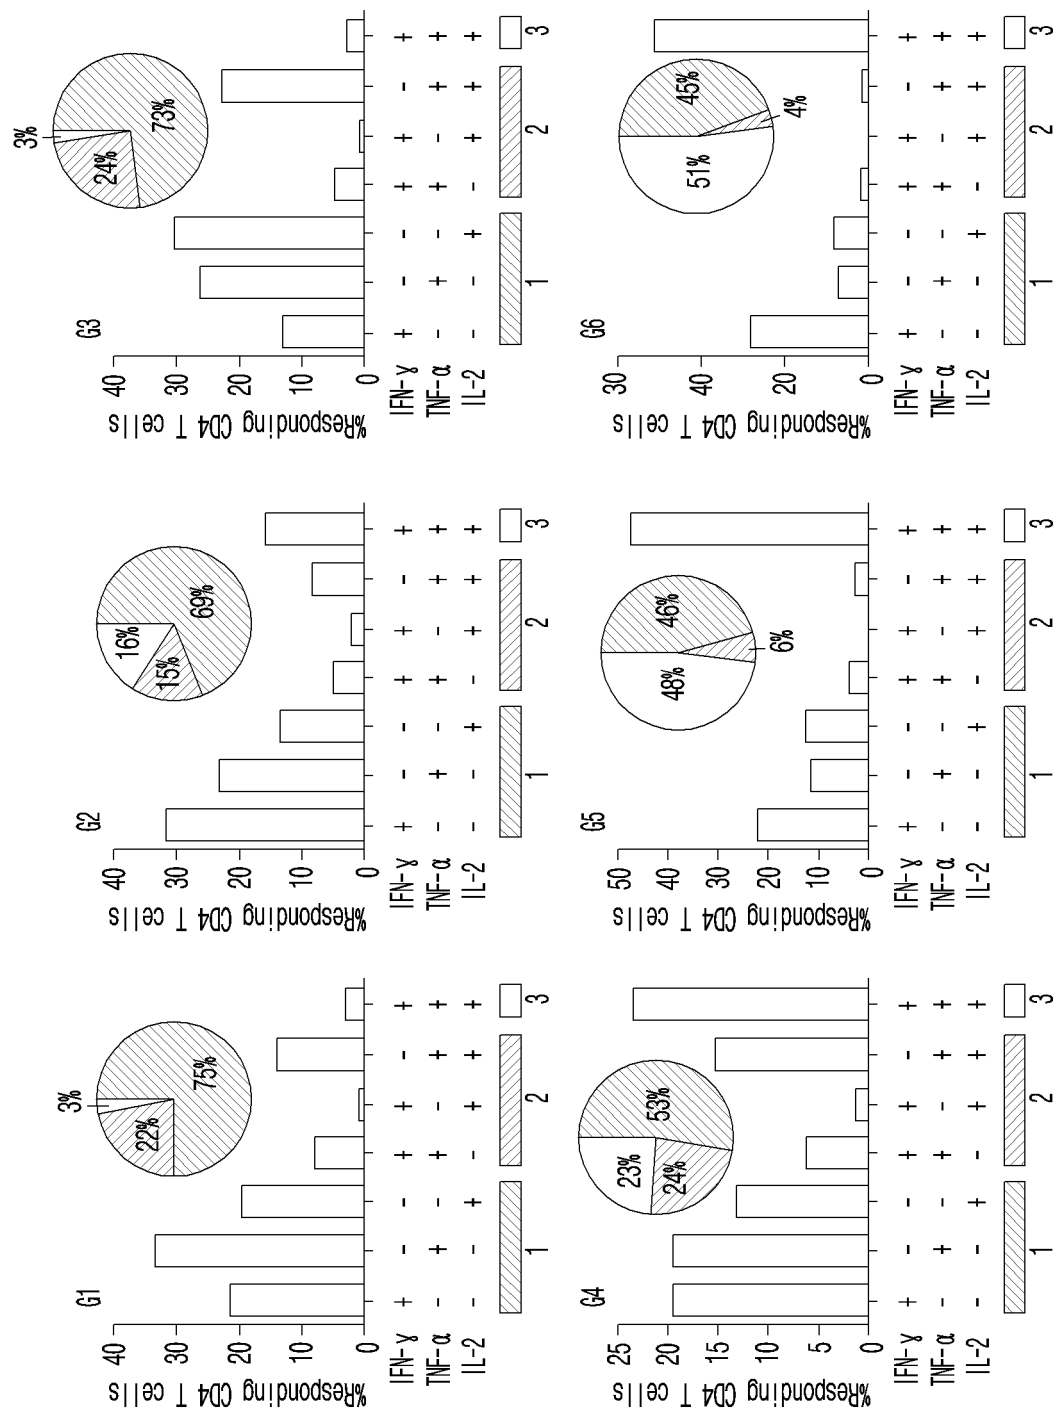 G1
%Responding CD4 T cells
40
30
20
10
0
3%
22%
75%
IFN-γ + - - + + - +
TNF-α - + - + - + +
IL-2 - - + - + + +
1 2 3
G2
%Responding CD4 T cells
40
30
20
10
0
16%
15%
69%
IFN-γ + - - + + - +
TNF-α - + - + - + +
IL-2 - - + - + + +
1 2 3
G3
%Responding CD4 T cells
40
30
20
10
0
3%
24%
73%
IFN-γ + - - + + - +
TNF-α - + - + - + +
IL-2 - - + - + + +
1 2 3
G4
%Responding CD4 T cells
25
20
15
10
5
0
23%
53%
24%
IFN-γ + - - + + - +
TNF-α - + - + - + +
IL-2 - - + - + + +
1 2 3
G5
%Responding CD4 T cells
50
40
30
20
10
0
46%
48%
6%
IFN-γ + - - + + - +
TNF-α - + - + - + +
IL-2 - - + - + + +
1 2 3
G6
%Responding CD4 T cells
30
40
20
0
45%
51%
4%
IFN-γ + - - + + - +
TNF-α - + - + - + +
IL-2 - - + - + + +
1 2 3